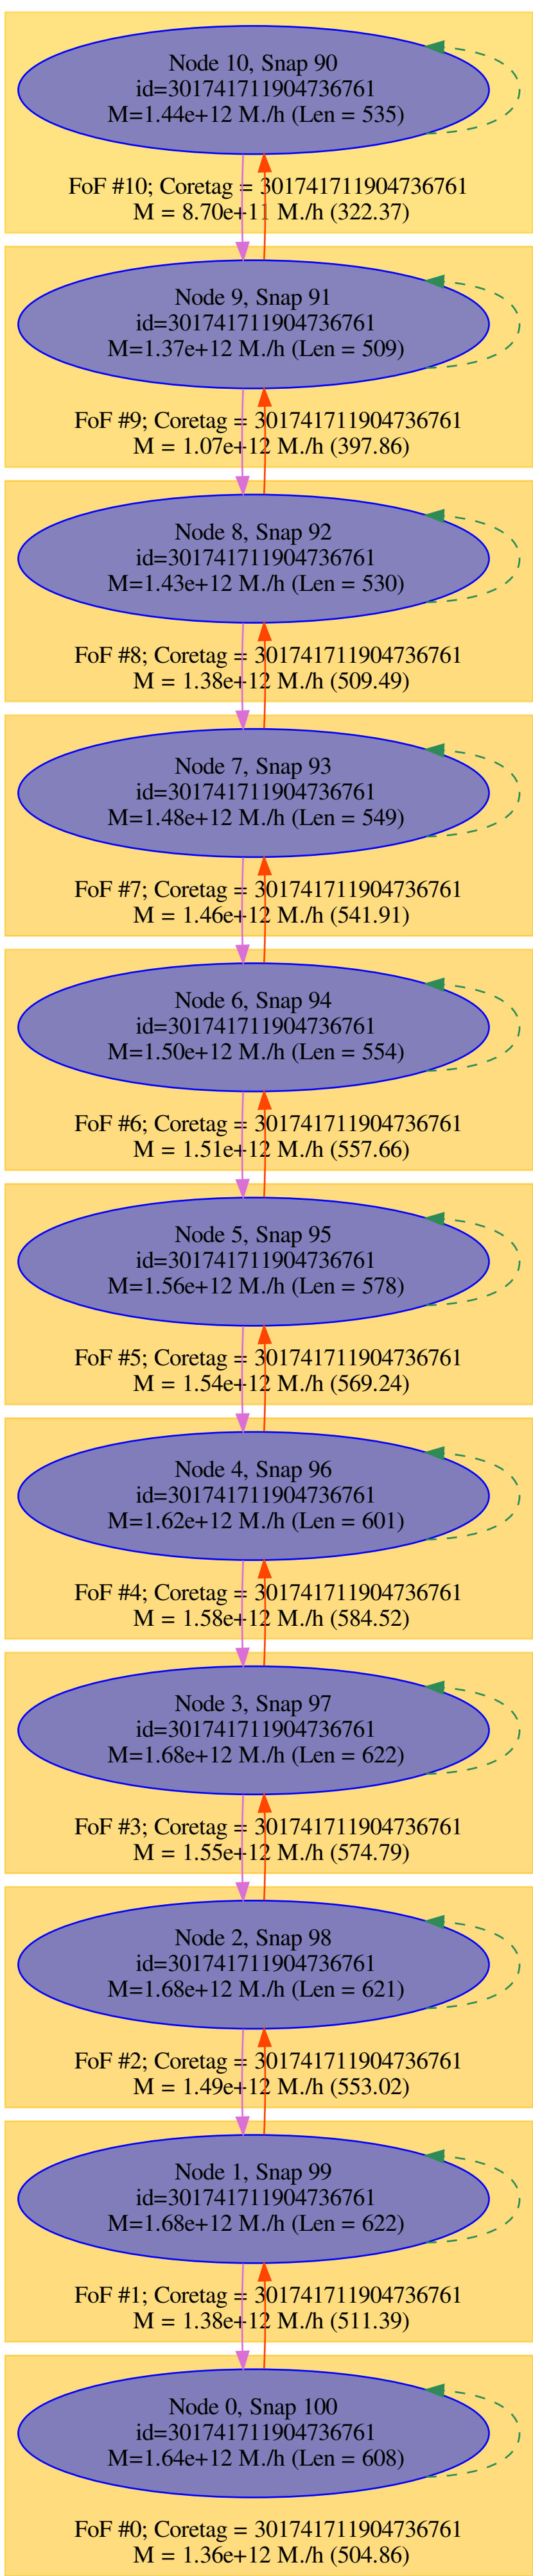 Node 10, Snap 90
id=301741711904736761
M=1.44e+12 M./h (Len = 535)
FoF #10; Coretag = 301741711904736761
M = 8.70e+11 M./h (322.37)
Node 9, Snap 91
id=301741711904736761
M=1.37e+12 M./h (Len = 509)
FoF #9; Coretag = 301741711904736761
M = 1.07e+12 M./h (397.86)
Node 8, Snap 92
id=301741711904736761
M=1.43e+12 M./h (Len = 530)
FoF #8; Coretag = 301741711904736761
M = 1.38e+12 M./h (509.49)
Node 7, Snap 93
id=301741711904736761
M=1.48e+12 M./h (Len = 549)
FoF #7; Coretag = 301741711904736761
M = 1.46e+12 M./h (541.91)
Node 6, Snap 94
id=301741711904736761
M=1.50e+12 M./h (Len = 554)
FoF #6; Coretag = 301741711904736761
M = 1.51e+12 M./h (557.66)
Node 5, Snap 95
id=301741711904736761
M=1.56e+12 M./h (Len = 578)
FoF #5; Coretag = 301741711904736761
M = 1.54e+12 M./h (569.24)
Node 4, Snap 96
id=301741711904736761
M=1.62e+12 M./h (Len = 601)
FoF #4; Coretag = 301741711904736761
M = 1.58e+12 M./h (584.52)
Node 3, Snap 97
id=301741711904736761
M=1.68e+12 M./h (Len = 622)
FoF #3; Coretag = 301741711904736761
M = 1.55e+12 M./h (574.79)
Node 2, Snap 98
id=301741711904736761
M=1.68e+12 M./h (Len = 621)
FoF #2; Coretag = 301741711904736761
M = 1.49e+12 M./h (553.02)
Node 1, Snap 99
id=301741711904736761
M=1.68e+12 M./h (Len = 622)
FoF #1; Coretag = 301741711904736761
M = 1.38e+12 M./h (511.39)
Node 0, Snap 100
id=301741711904736761
M=1.64e+12 M./h (Len = 608)
FoF #0; Coretag = 301741711904736761
M = 1.36e+12 M./h (504.86)